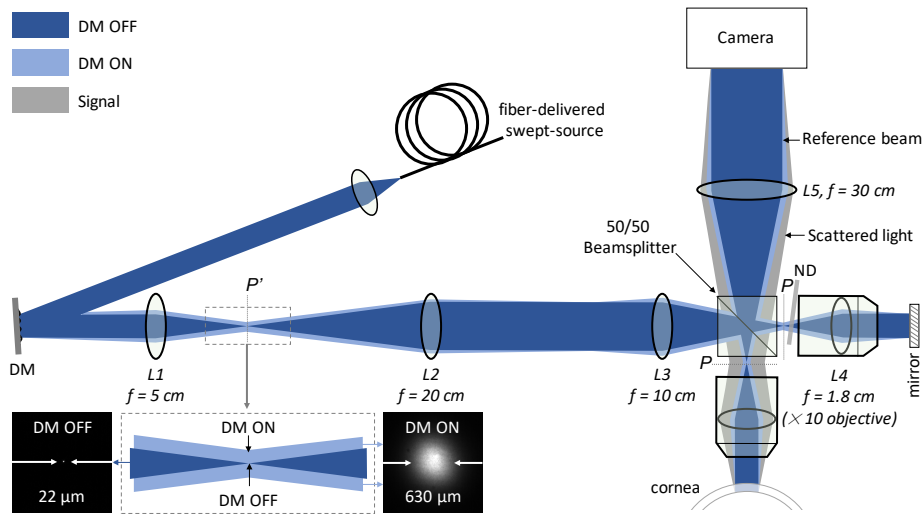 DM OFF
DM ON
Signal
fiber-delivered
swept-source
Camera
Reference beam
L5, f = 30 cm
Scattered light
50/50
Beamsplitter
ND
P'
P
P
DM
L1
f = 5 cm
L2
f = 20 cm
L3
f = 10 cm
L4
f = 1.8 cm
(×10 objective)
mirror
DM OFF
22 µm
DM ON
DM OFF
DM ON
630 µm
cornea